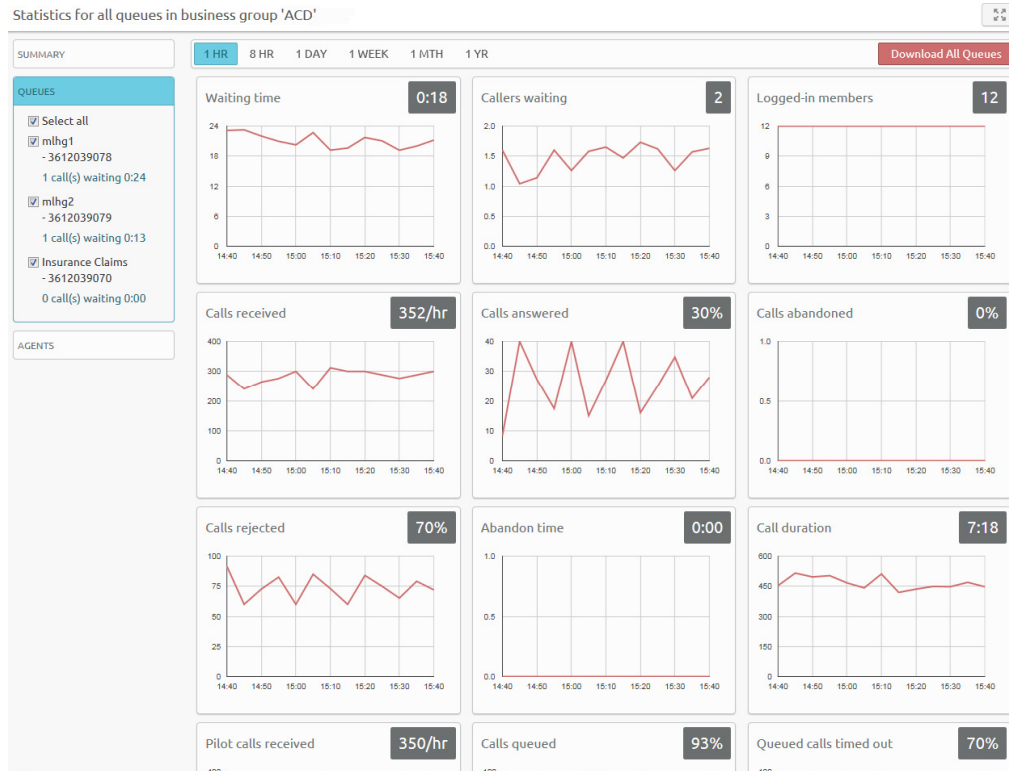 Statistics for all queues in business group 'ACD'
SUMMARY
QUEUES
Select all
mlhg1
- 3612039078
1 call(s) waiting 0:24
mlhg2
- 3612039079
1 call(s) waiting 0:13
Insurance Claims
- 3612039070
0 call(s) waiting 0:00
AGENTS
1 HR 8 HR 1 DAY 1 WEEK 1 MTH 1 YR
Download All Queues
Waiting time 0:18
24
18
12
6
0
14:40 14:50 15:00 15:10 15:20 15:30 15:40
Callers waiting 2
2.0
1.5
1.0
0.5
0.0
14:40 14:50 15:00 15:10 15:20 15:30 15:40
Logged-in members 12
12
9
6
3
0
14:40 14:50 15:00 15:10 15:20 15:30 15:40
Calls received 352/hr
400
300
200
100
0
14:40 14:50 15:00 15:10 15:20 15:30 15:40
Calls answered 30%
40
30
20
10
0
14:40 14:50 15:00 15:10 15:20 15:30 15:40
Calls abandoned 0%
1.0
0.5
0.0
14:40 14:50 15:00 15:10 15:20 15:30 15:40
Calls rejected 70%
100
75
50
25
0
14:40 14:50 15:00 15:10 15:20 15:30 15:40
Abandon time 0:00
1.0
0.5
0.0
14:40 14:50 15:00 15:10 15:20 15:30 15:40
Call duration 7:18
600
450
300
150
0
14:40 14:50 15:00 15:10 15:20 15:30 15:40
Pilot calls received 350/hr
Calls queued 93%
Queued calls timed out 70%